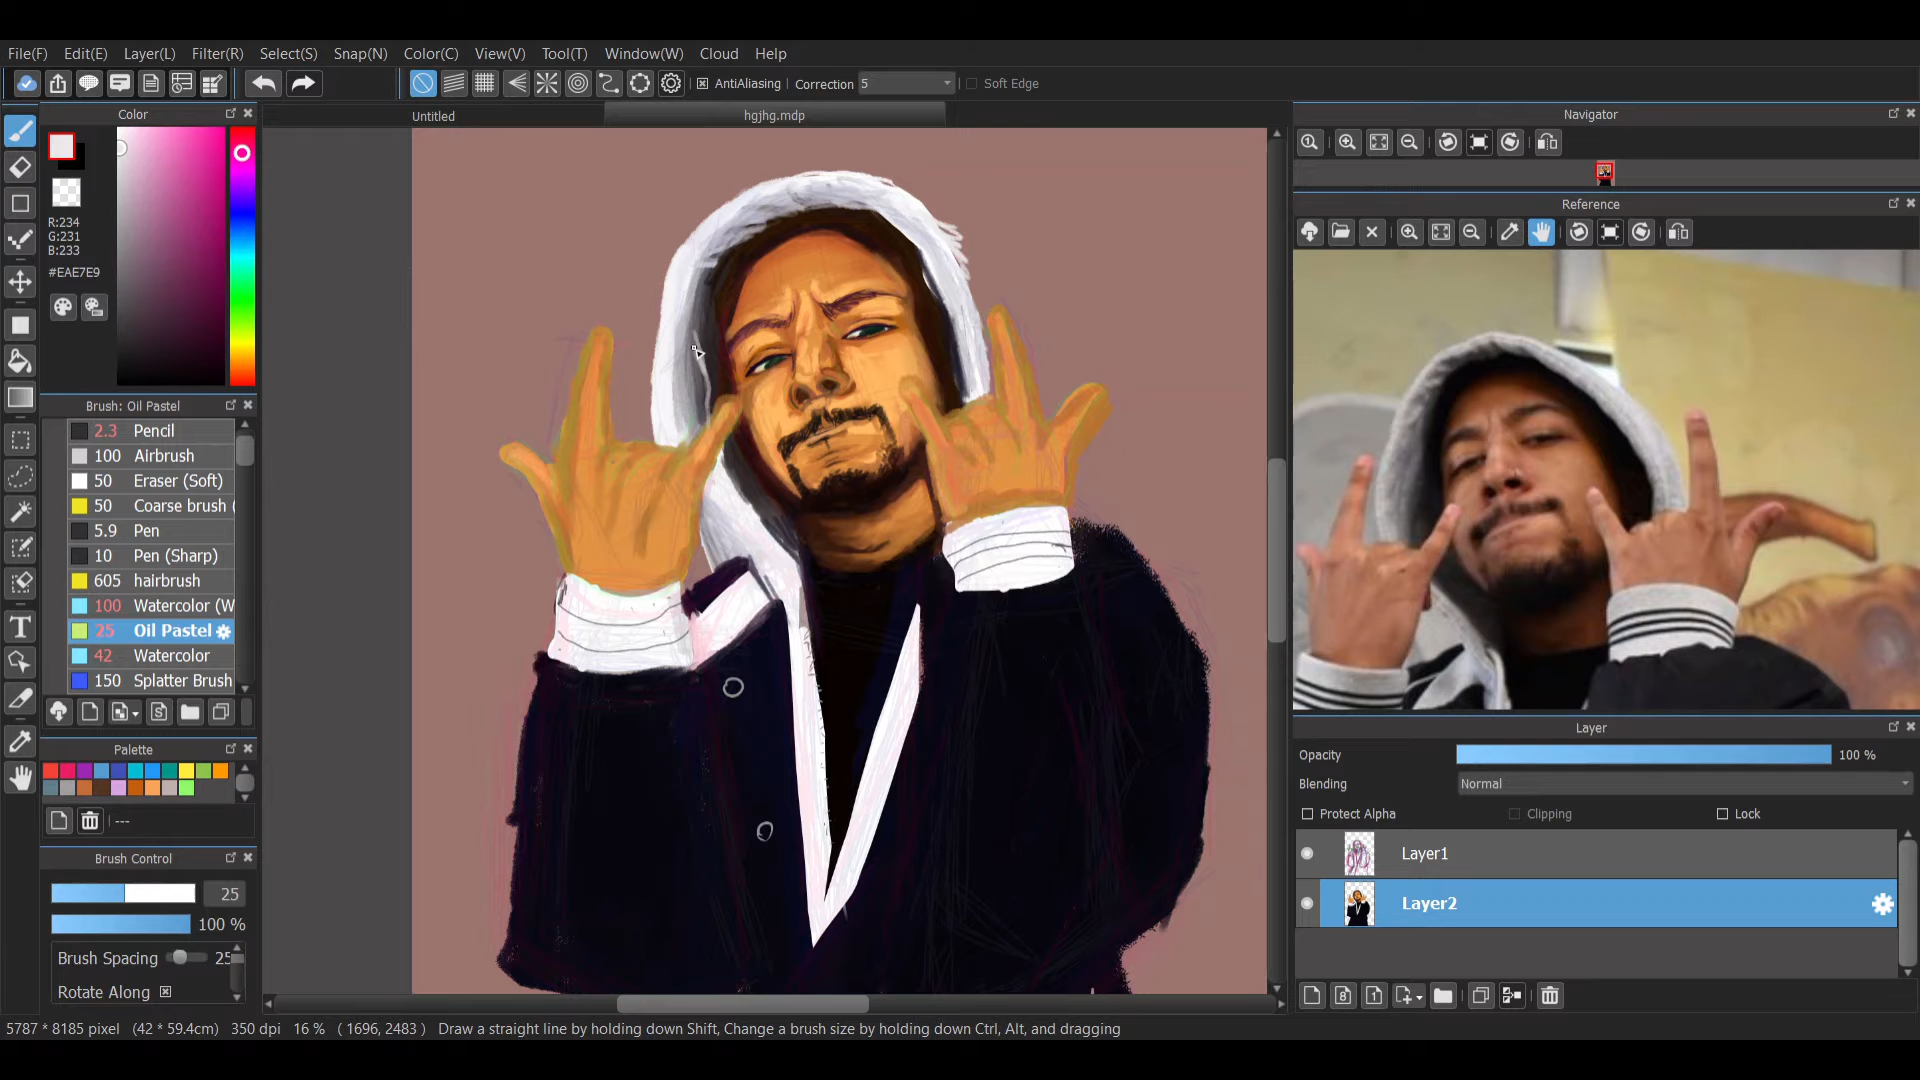 File(F) Edit(E) Layer(L) Filter(R) Select(S) Snap(N) Color(C) View(V) Tool(T) Window(W) Cloud Help
AntiAliasing Correction 5 Soft Edge
Color
Untitled
hgjhg.mdp
Navigator
R:234
G:231
B:233
#EAE7E9
Reference
Brush: Oil Pastel
2.3 Pencil
100 Airbrush
50 Eraser (Soft)
50 Coarse brush (
5.9 Pen
10 Pen (Sharp)
605 hairbrush
100 Watercolor (W
25 Oil Pastel
42 Watercolor
150 Splatter Brush
Palette
---
Brush Control
25
100 %
Brush Spacing 25
Rotate Along
Layer
Opacity 100 %
Blending Normal
Protect Alpha Clipping Lock
Layer1
Layer2
5787 * 8185 pixel (42 * 59.4cm) 350 dpi 16 % ( 1696, 2483 ) Draw a straight line by holding down Shift, Change a brush size by holding down Ctrl, Alt, and dragging